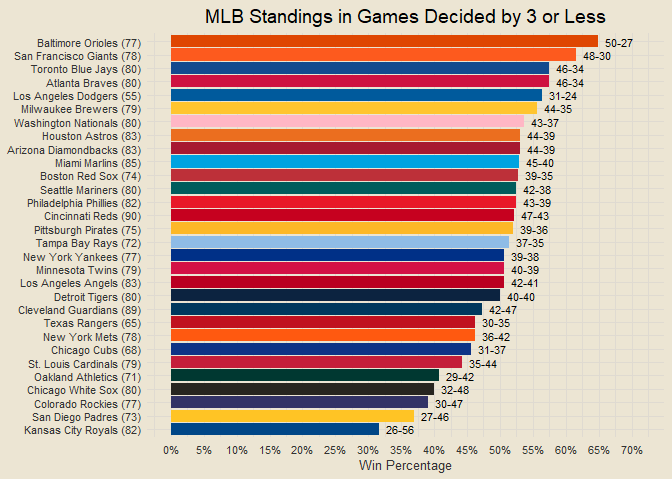 MLB Standings in Games Decided by 3 or Less
Baltimore Orioles (77) 50-27
San Francisco Giants (78) 48-30
Toronto Blue Jays (80) 46-34
Atlanta Braves (80) 46-34
Los Angeles Dodgers (55) 31-24
Milwaukee Brewers (79) 44-35
Washington Nationals (80) 43-37
Houston Astros (83) 44-39
Arizona Diamondbacks (83) 44-39
Miami Marlins (85) 45-40
Boston Red Sox (74) 39-35
Seattle Mariners (80) 42-38
Philadelphia Phillies (82) 43-39
Cincinnati Reds (90) 47-43
Pittsburgh Pirates (75) 39-36
Tampa Bay Rays (72) 37-35
New York Yankees (77) 39-38
Minnesota Twins (79) 40-39
Los Angeles Angels (83) 42-41
Detroit Tigers (80) 40-40
Cleveland Guardians (89) 42-47
Texas Rangers (65) 30-35
New York Mets (78) 36-42
Chicago Cubs (68) 31-37
St. Louis Cardinals (79) 35-44
Oakland Athletics (71) 29-42
Chicago White Sox (80) 32-48
Colorado Rockies (77) 30-47
San Diego Padres (73) 27-46
Kansas City Royals (82) 26-56
0% 5% 10% 15% 20% 25% 30% 35% 40% 45% 50% 55% 60% 65% 70%
Win Percentage